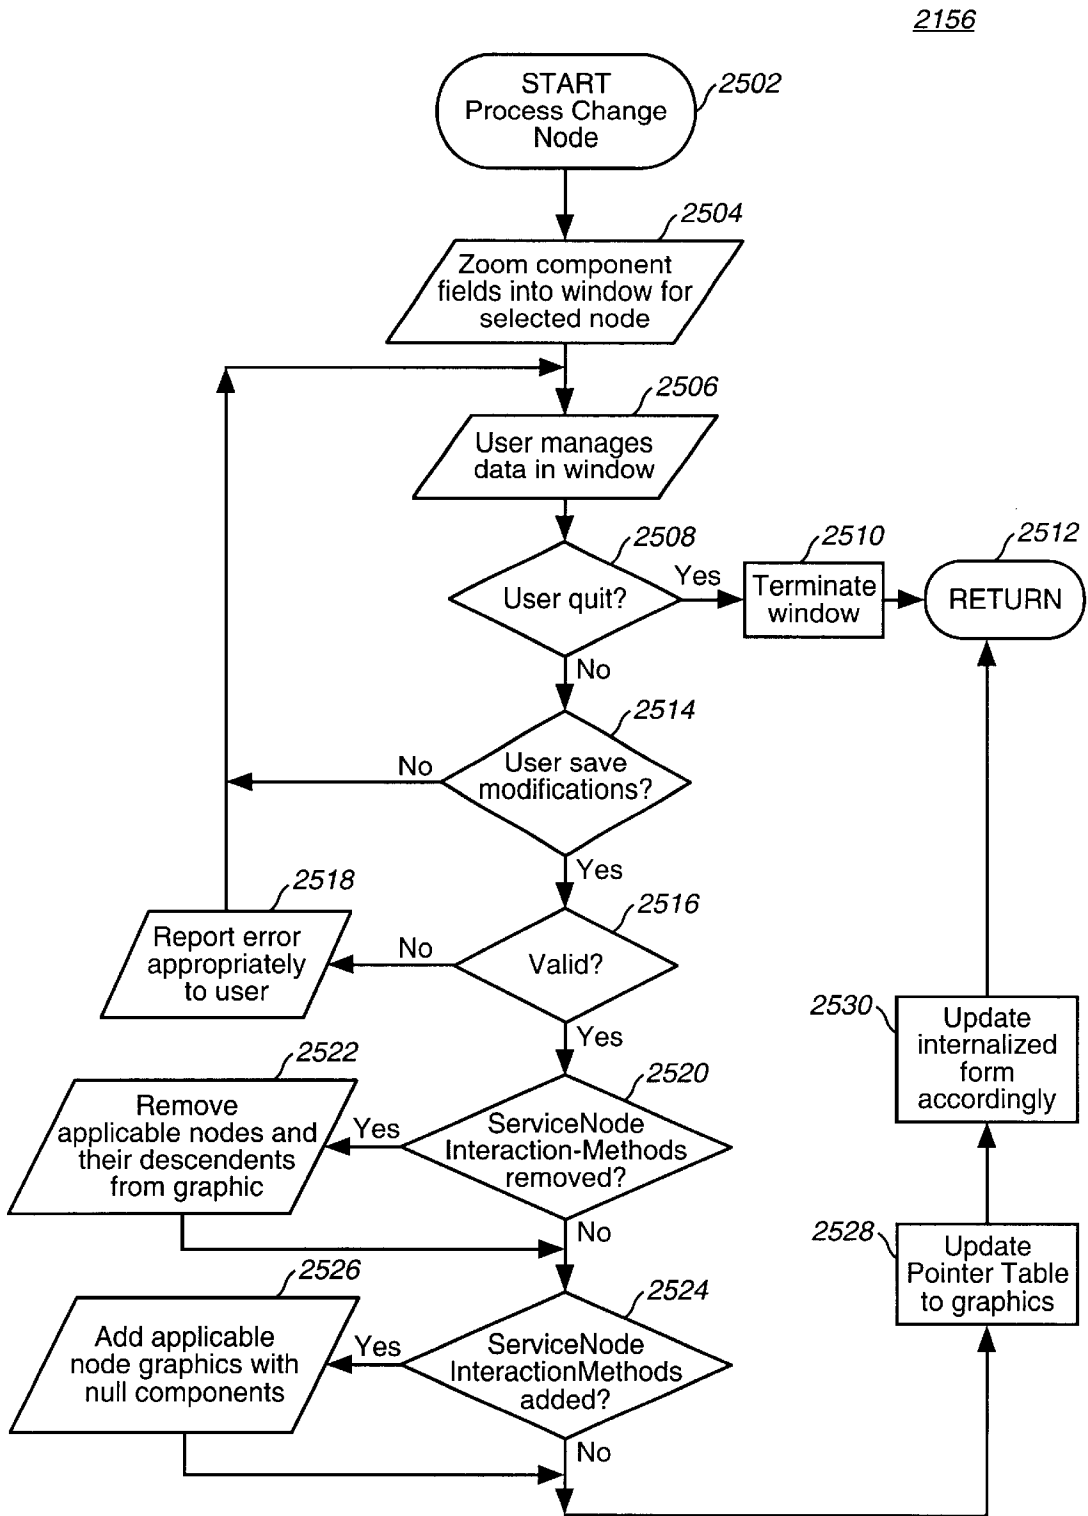 2156
START
Process Change
Node
2502
2504
Zoom component
fields into window for
selected node
2506
User manages
data in window
2508
User quit?
Yes
No
2510
Terminate
window
2512
RETURN
2514
User save
modifications?
No
Yes
2516
Valid?
No
Yes
2518
Report error
appropriately
to user
2520
ServiceNode
Interaction-Methods
removed?
Yes
No
2522
Remove
applicable nodes and
their descendents
from graphic
2524
ServiceNode
InteractionMethods
added?
Yes
No
2526
Add applicable
node graphics with
null components
2528
Update
Pointer Table
to graphics
2530
Update
internalized
form
accordingly